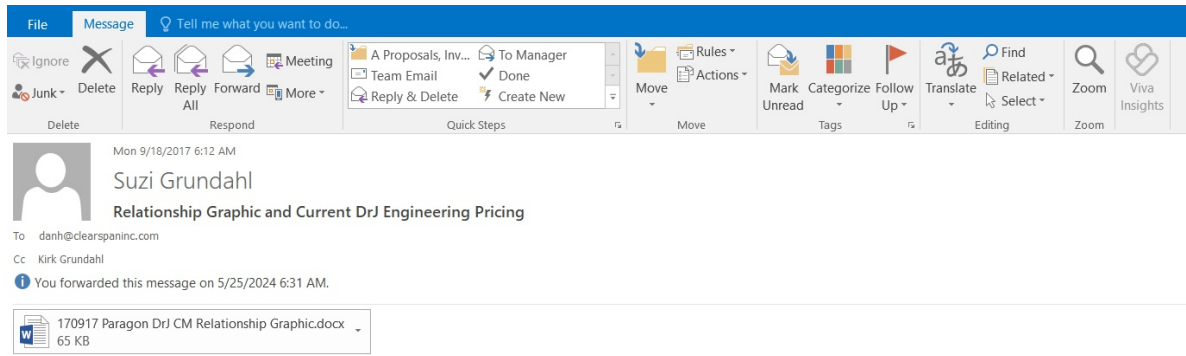 File Message Tell me what you want to do...
Ignore Delete Reply Reply All Forward Meeting A Proposals, Inv... To Manager Move Rules Mark Unread Categorize Follow Up Translate Find Zoom Viva Insights
Junk More Team Email Done Actions Related
Reply & Delete Create New Select
Delete Respond Quick Steps Move Tags Editing Zoom
Mon 9/18/2017 6:12 AM
Suzi Grundahl
Relationship Graphic and Current DrJ Engineering Pricing
To danh@clearspaninc.com
Cc Kirk Grundahl
You forwarded this message on 5/25/2024 6:31 AM.
170917 Paragon DrJ CM Relationship Graphic.docx
65 KB